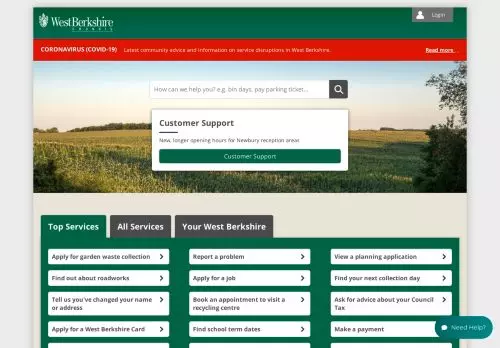 West Berkshire
COUNCIL
Login
CORONAVIRUS (COVID-19) Latest community advice and information on service disruptions in West Berkshire. Read more...
How can we help you? e.g. bin days, pay parking ticket...
Customer Support
New, longer opening hours for Newbury reception areas
Customer Support
Top Services All Services Your West Berkshire
Apply for garden waste collection Report a problem View a planning application
Find out about roadworks Apply for a job Find your next collection day
Tell us you've changed your name or address
Book an appointment to visit a recycling centre
Ask for advice about your Council Tax
Apply for a West Berkshire Card Find school term dates Make a payment
Need Help?